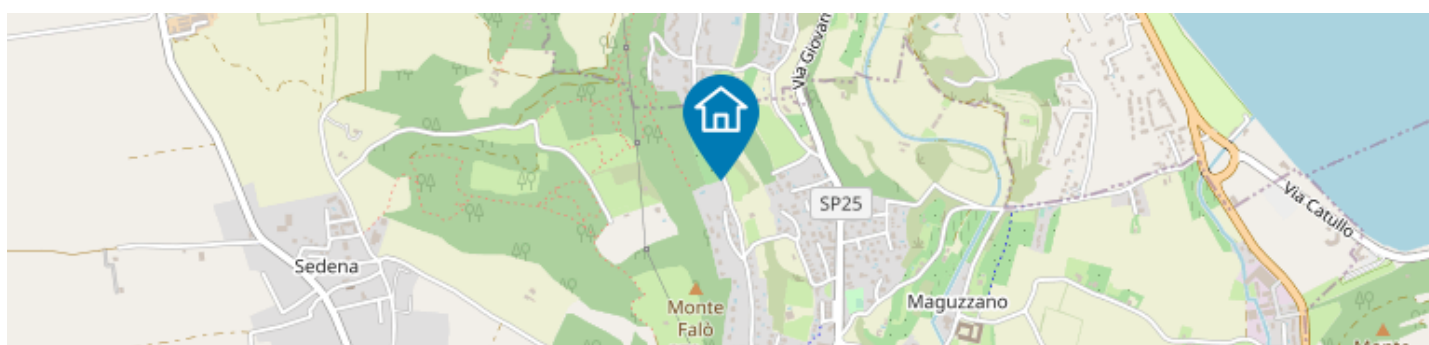 Via Giovan
SP25
Via Catullo
Sedena
Maguzzano
Monte
Falò
Monte